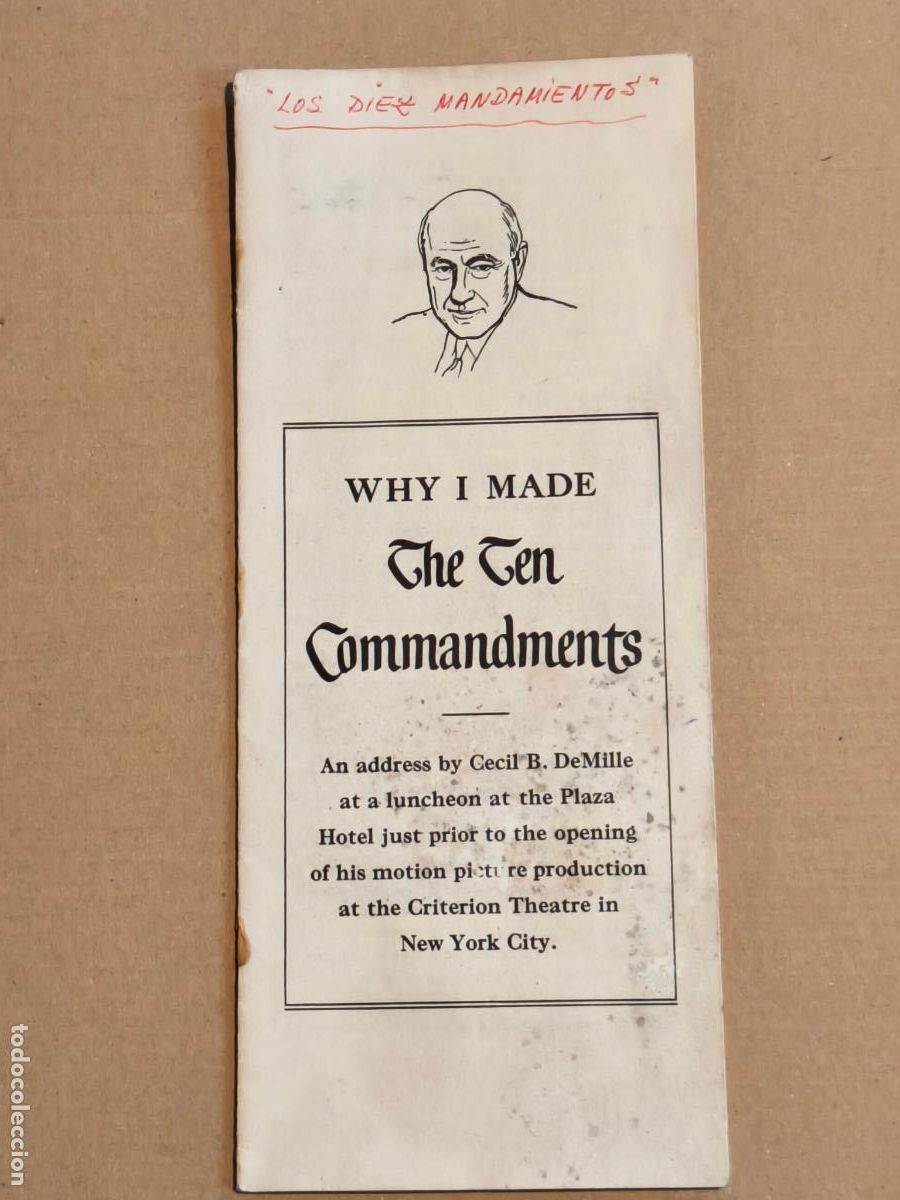 "LOS DIEZ MANDAMIENTOS"
WHY I MADE
The Ten
Commandments
An address by Cecil B. DeMille
at a luncheon at the Plaza
Hotel just prior to the opening
of his motion picture production
at the Criterion Theatre in
New York City.
todocoleccion